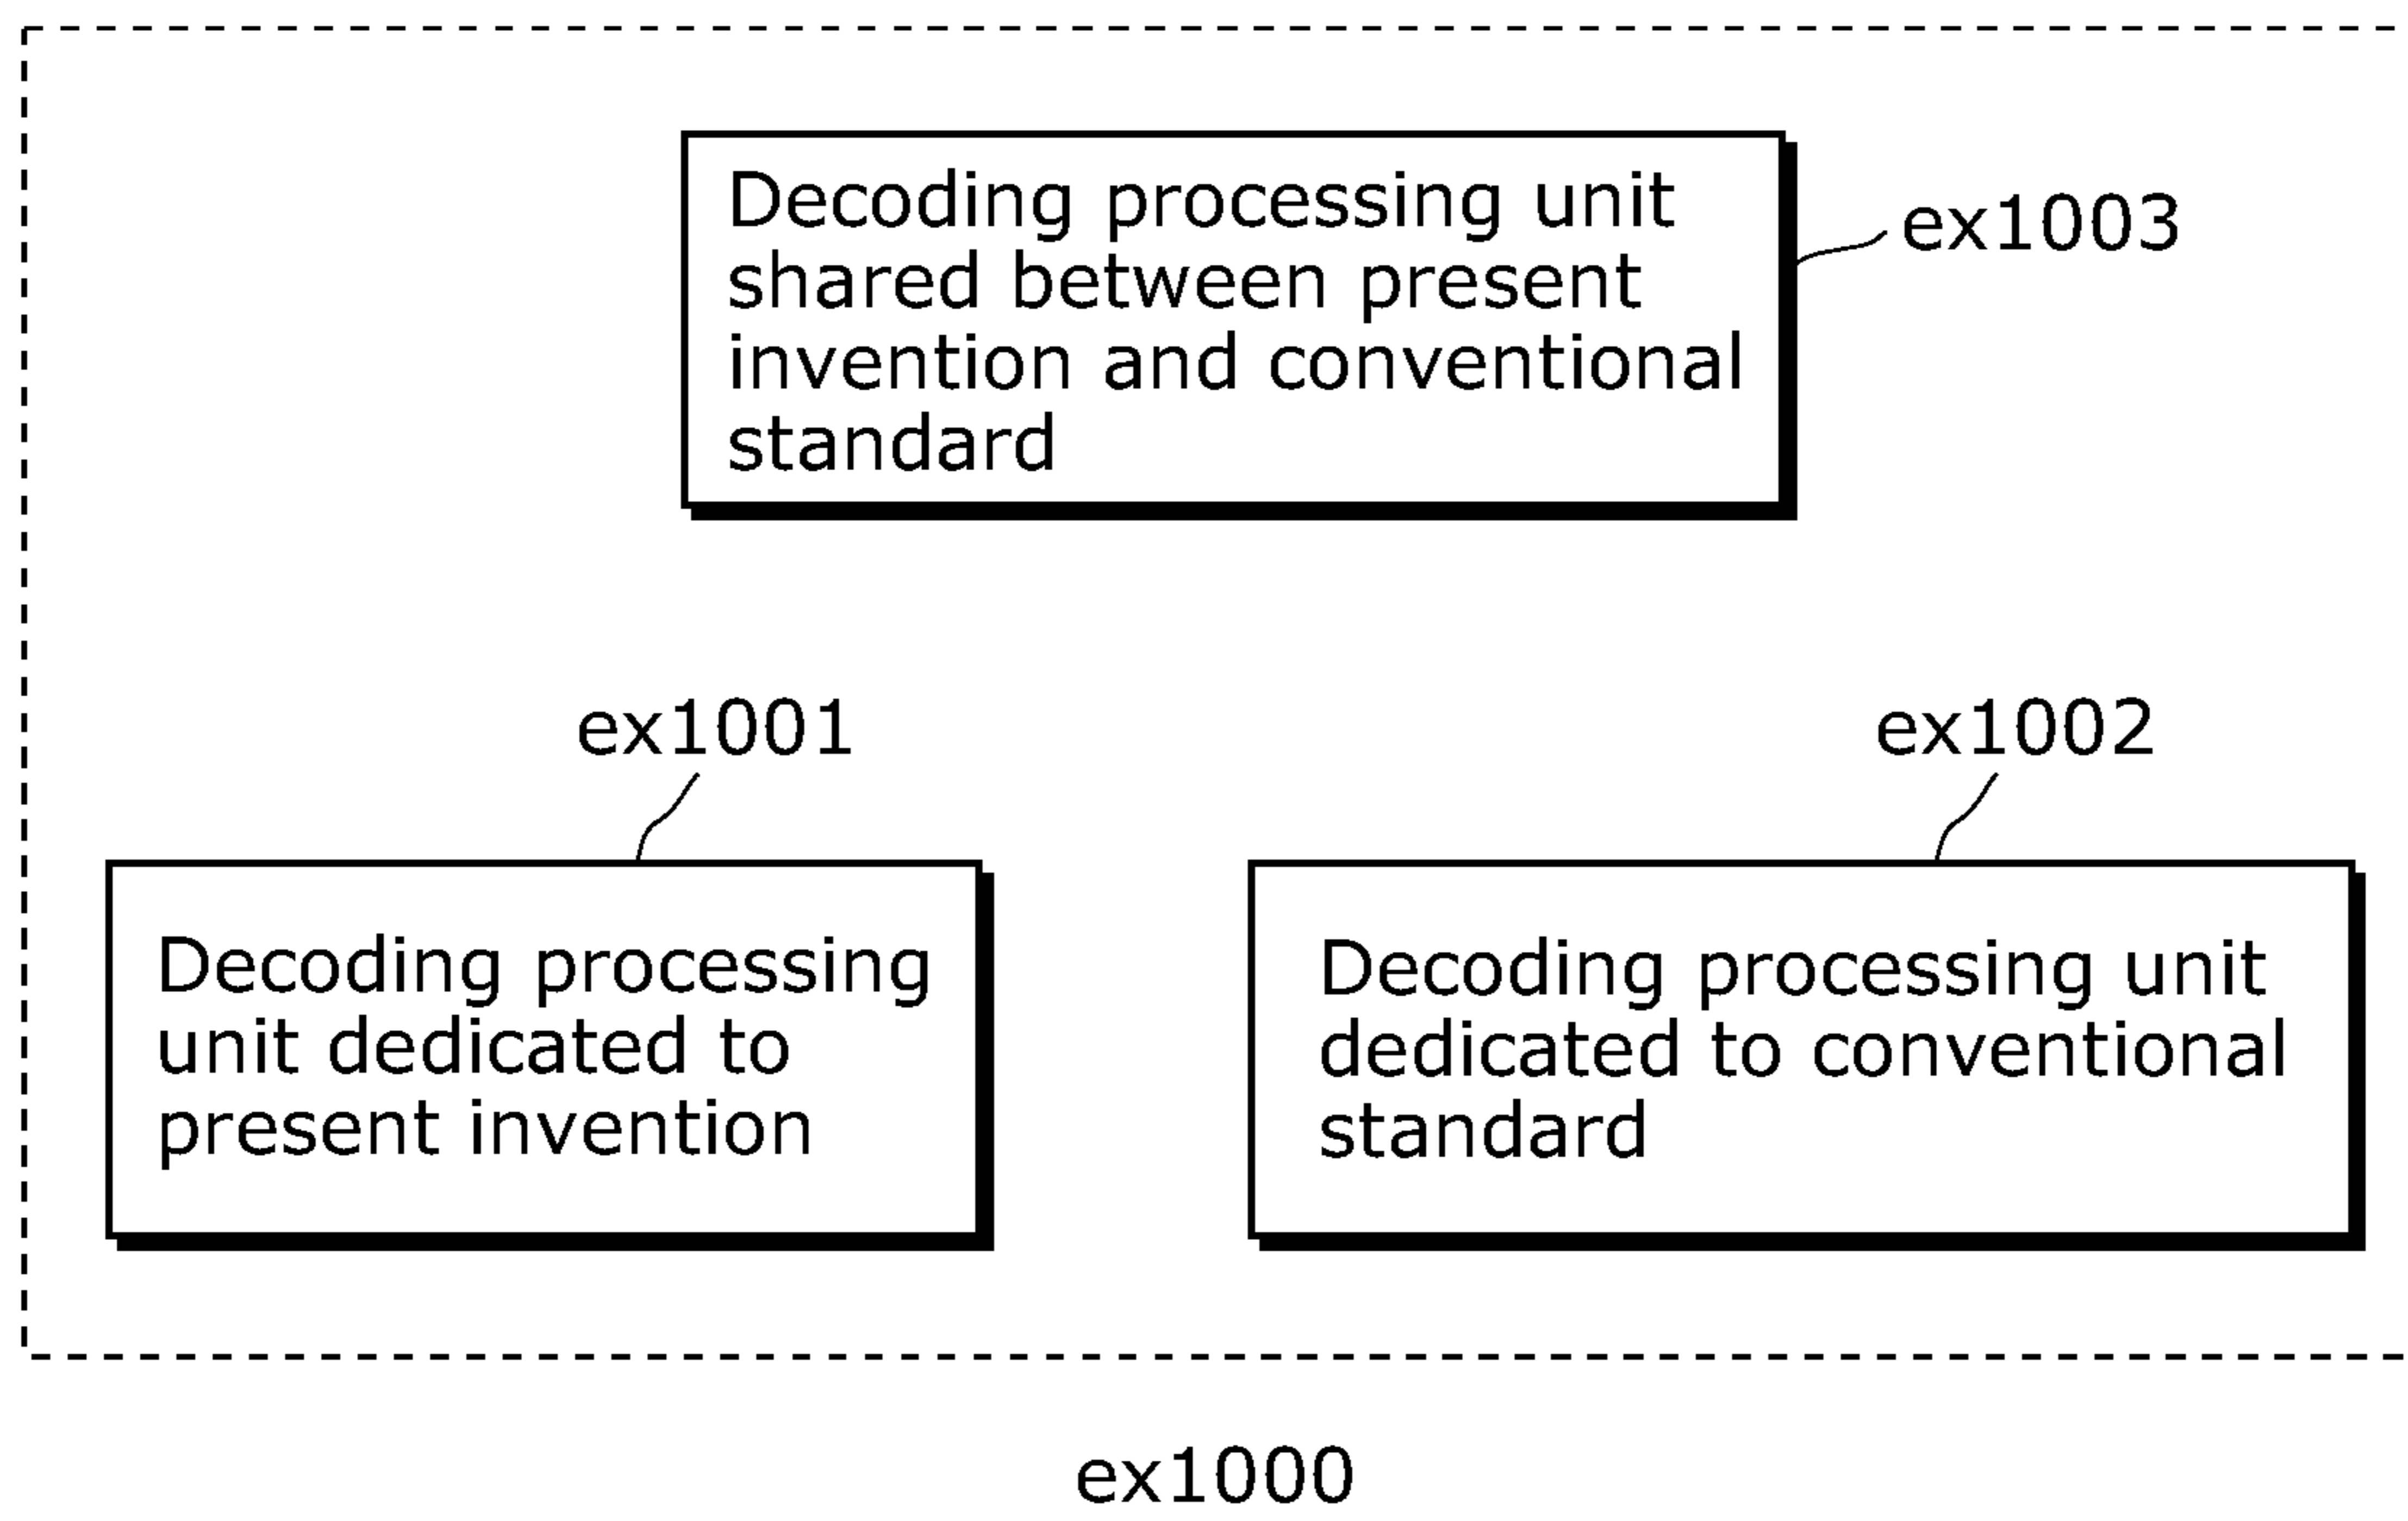 Decoding processing unit
shared between present
invention and conventional
standard
ex1003
ex1001
ex1002
Decoding processing
unit dedicated to
present invention
Decoding processing unit
dedicated to conventional
standard
ex1000